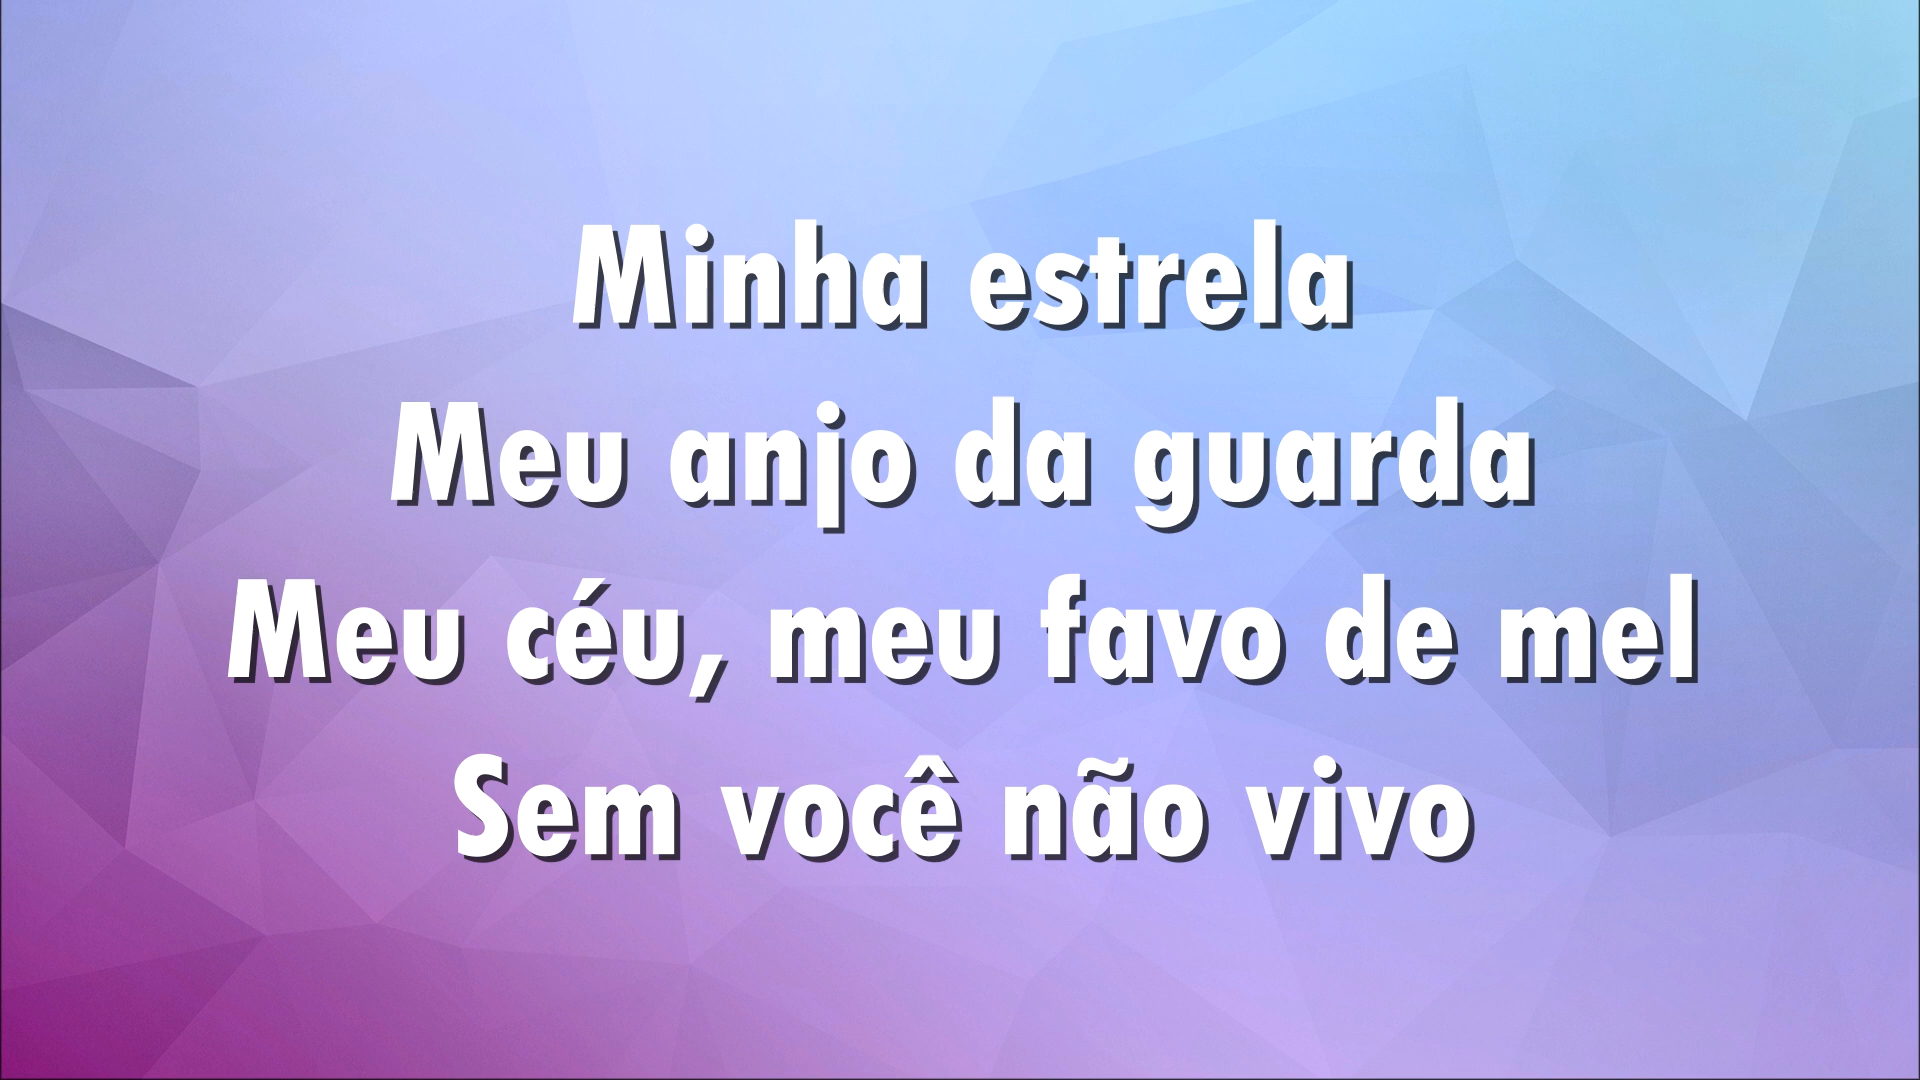 Minha estrela
Meu anjo da guarda
Meu céu, meu favo de mel
Sem você não vivo